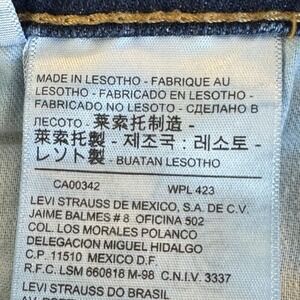 MADE IN LESOTHO - FABRIQUE AU
LESOTHO - FABRICADO EN LESOTHO -
FABRICADO NO LESOTO - СДЕЛАНО В
ЛЕСОТО - 莱索托制造 -
萊索托製 - 제조국 : 레소토 -
レソト製 - BUATAN LESOTHO
CA00342 WPL 423
LEVI STRAUSS DE MEXICO, S.A. DE C.V.
JAIME BALMES # 8 OFICINA 502
COL. LOS MORALES POLANCO
DELEGACION MIGUEL HIDALGO
C.P. 11510 MEXICO D.F.
R.F.C. LSM 660818 M-98 C.N.I.V. 3337
LEVI STRAUSS DO BRASIL